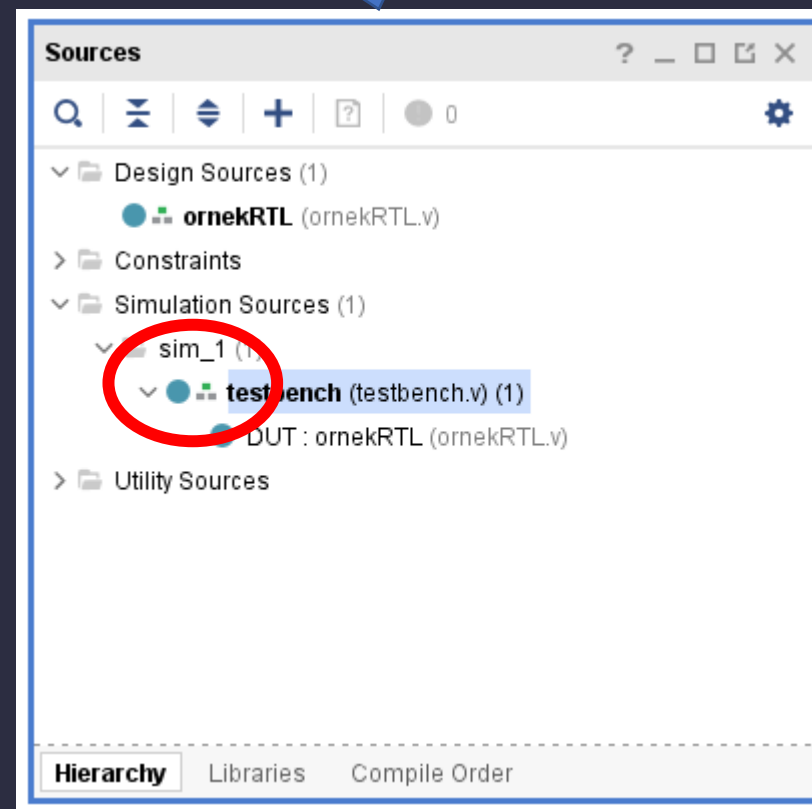 Sources
0
Design Sources (1)
ornekRTL (ornekRTL.v)
Constraints
Simulation Sources (1)
sim_1 (1)
testbench (testbench.v) (1)
DUT : ornekRTL (ornekRTL.v)
Utility Sources
Hierarchy Libraries Compile Order